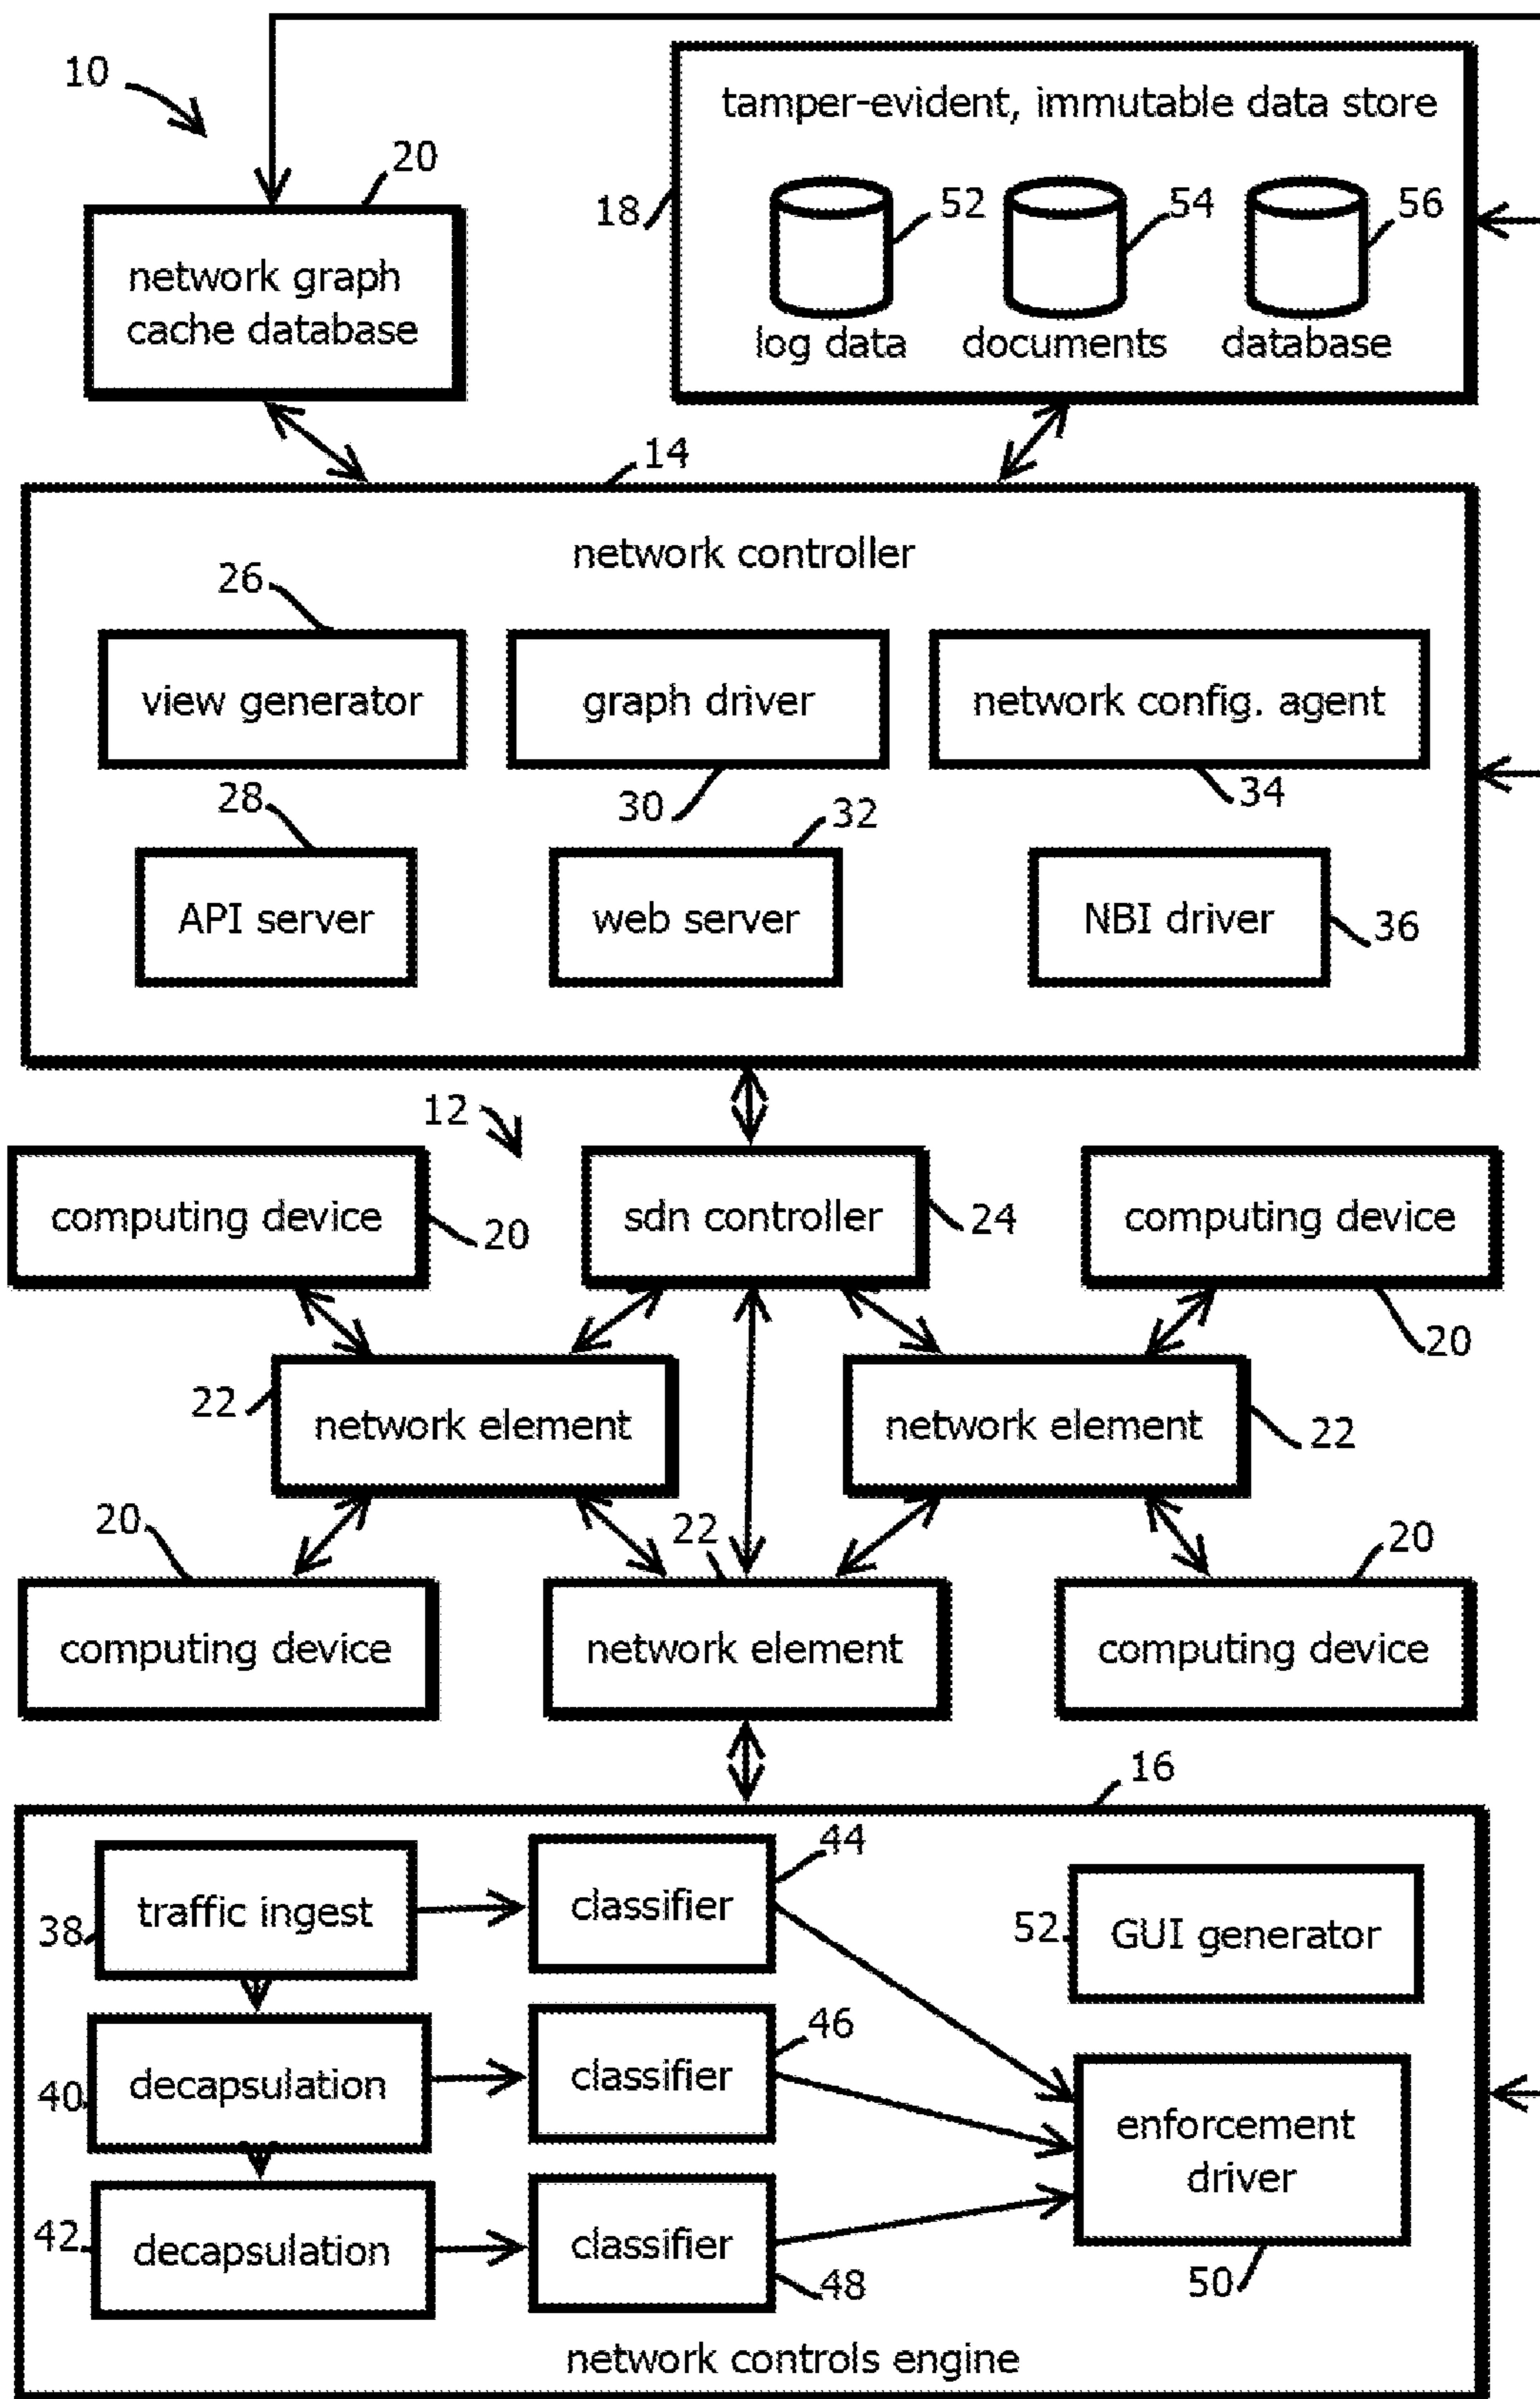 10
20
network graph
cache database
tamper-evident, immutable data store
18
52
54
56
log data
documents
database
14
network controller
26
view generator
graph driver
network config. agent
28
30
32
34
API server
web server
NBI driver
36
12
computing device
20
sdn controller
24
computing device
20
22
network element
network element
22
20
22
20
computing device
network element
computing device
16
38
traffic ingest
classifier
44
52
GUI generator
40
decapsulation
classifier
46
enforcement
driver
42
decapsulation
classifier
48
50
network controls engine